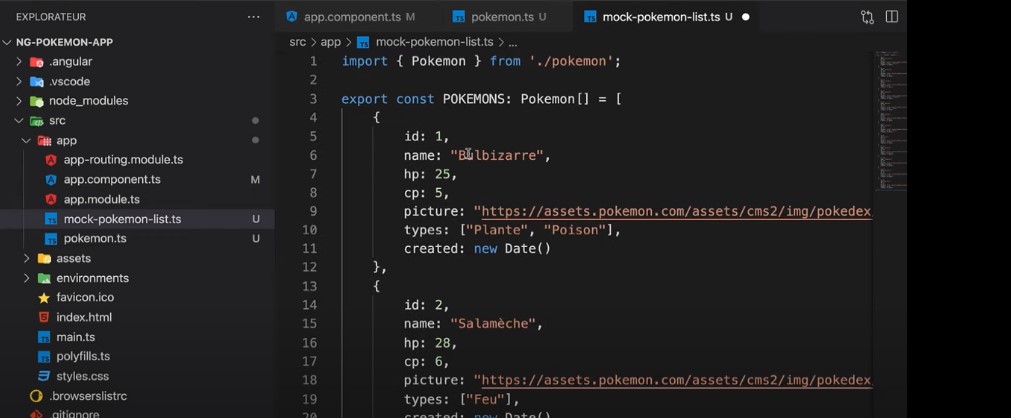 EXPLORATEUR ···
NG-POKEMON-APP
.angular
.vscode
node_modules
src
app
app-routing.module.ts
app.component.ts M
app.module.ts
mock-pokemon-list.ts U
pokemon.ts U
assets
environments
favicon.ico
index.html
main.ts
polyfills.ts
styles.css
.browserslistrc
.gitignore
app.component.ts M pokemon.ts U mock-pokemon-list.ts U
src > app > mock-pokemon-list.ts > ...
1 import { Pokemon } from './pokemon';
2
3 export const POKEMONS: Pokemon[] = [
4 {
5 id: 1,
6 name: "Bulbizarre",
7 hp: 25,
8 cp: 5,
9 picture: "https://assets.pokemon.com/assets/cms2/img/pokedex
10 types: ["Plante", "Poison"],
11 created: new Date()
12 },
13 {
14 id: 2,
15 name: "Salamèche",
16 hp: 28,
17 cp: 6,
18 picture: "https://assets.pokemon.com/assets/cms2/img/pokedex
19 types: ["Feu"],
20 created: new Date()